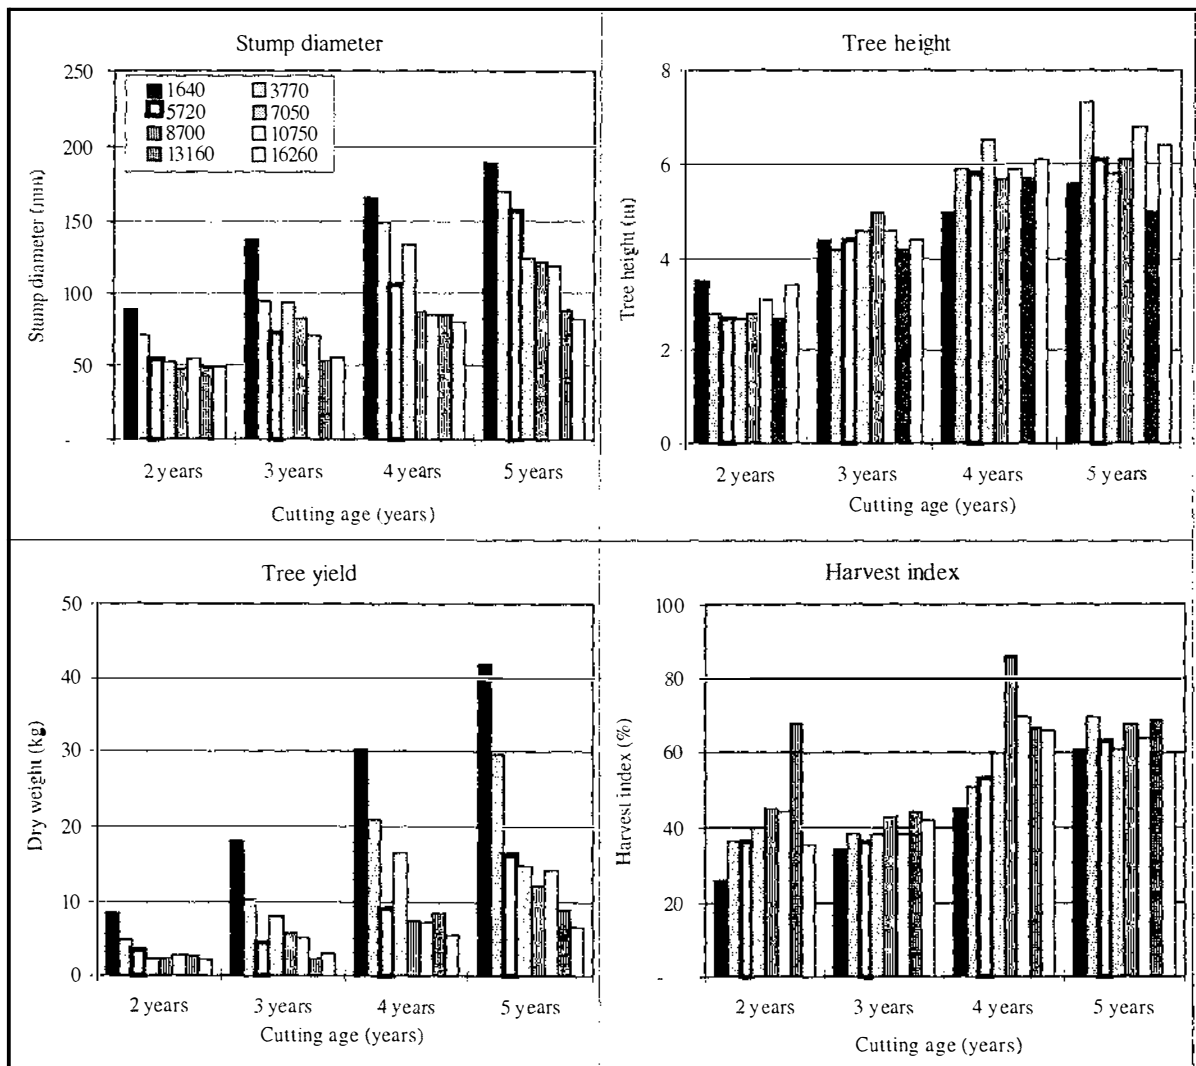 Stump diameter
250
200
150
100
50
-
Stump diameter (mm)
1640 3770
5720 7050
8700 10750
13160 16260
2 years 3 years 4 years 5 years
Cutting age (years)
Tree height
8
6
4
2
0
Tree height (m)
2 years 3 years 4 years 5 years
Cutting age (years)
Tree yield
50
40
30
20
10
0
Dry weight (kg)
2 years 3 years 4 years 5 years
Cutting age (years)
Harvest index
100
80
60
40
20
-
Harvest index (%)
2 years 3 years 4 years 5 years
Cutting age (years)